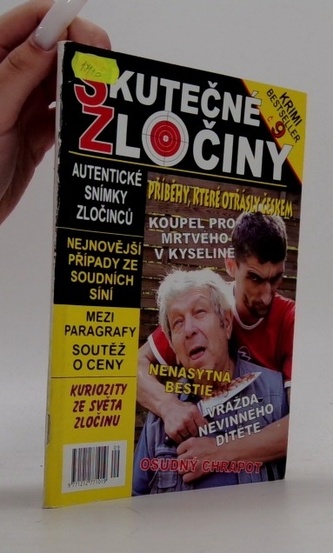 SKUTEČNÉ
ZLOČINY
KRIMI
BESTSELLER
č. 9
AUTENTICKÉ
SNÍMKY
ZLOČINCŮ
PŘÍBĚHY, KTERÉ OTŘÁSLY ČESKEM
KOUPEL PRO
MRTVÉHO
V KYSELINĚ
NEJNOVĚJŠÍ
PŘÍPADY ZE
SOUDNÍCH
SÍNÍ
MEZI
PARAGRAFY
SOUTĚŽ
O CENY
KURIOZITY
ZE SVĚTA
ZLOČINU
NENASYTNÁ
BESTIE
VRAŽDA
NEVINNÉHO
DÍTĚTE
OSUDNÝ CHRAPOT
09